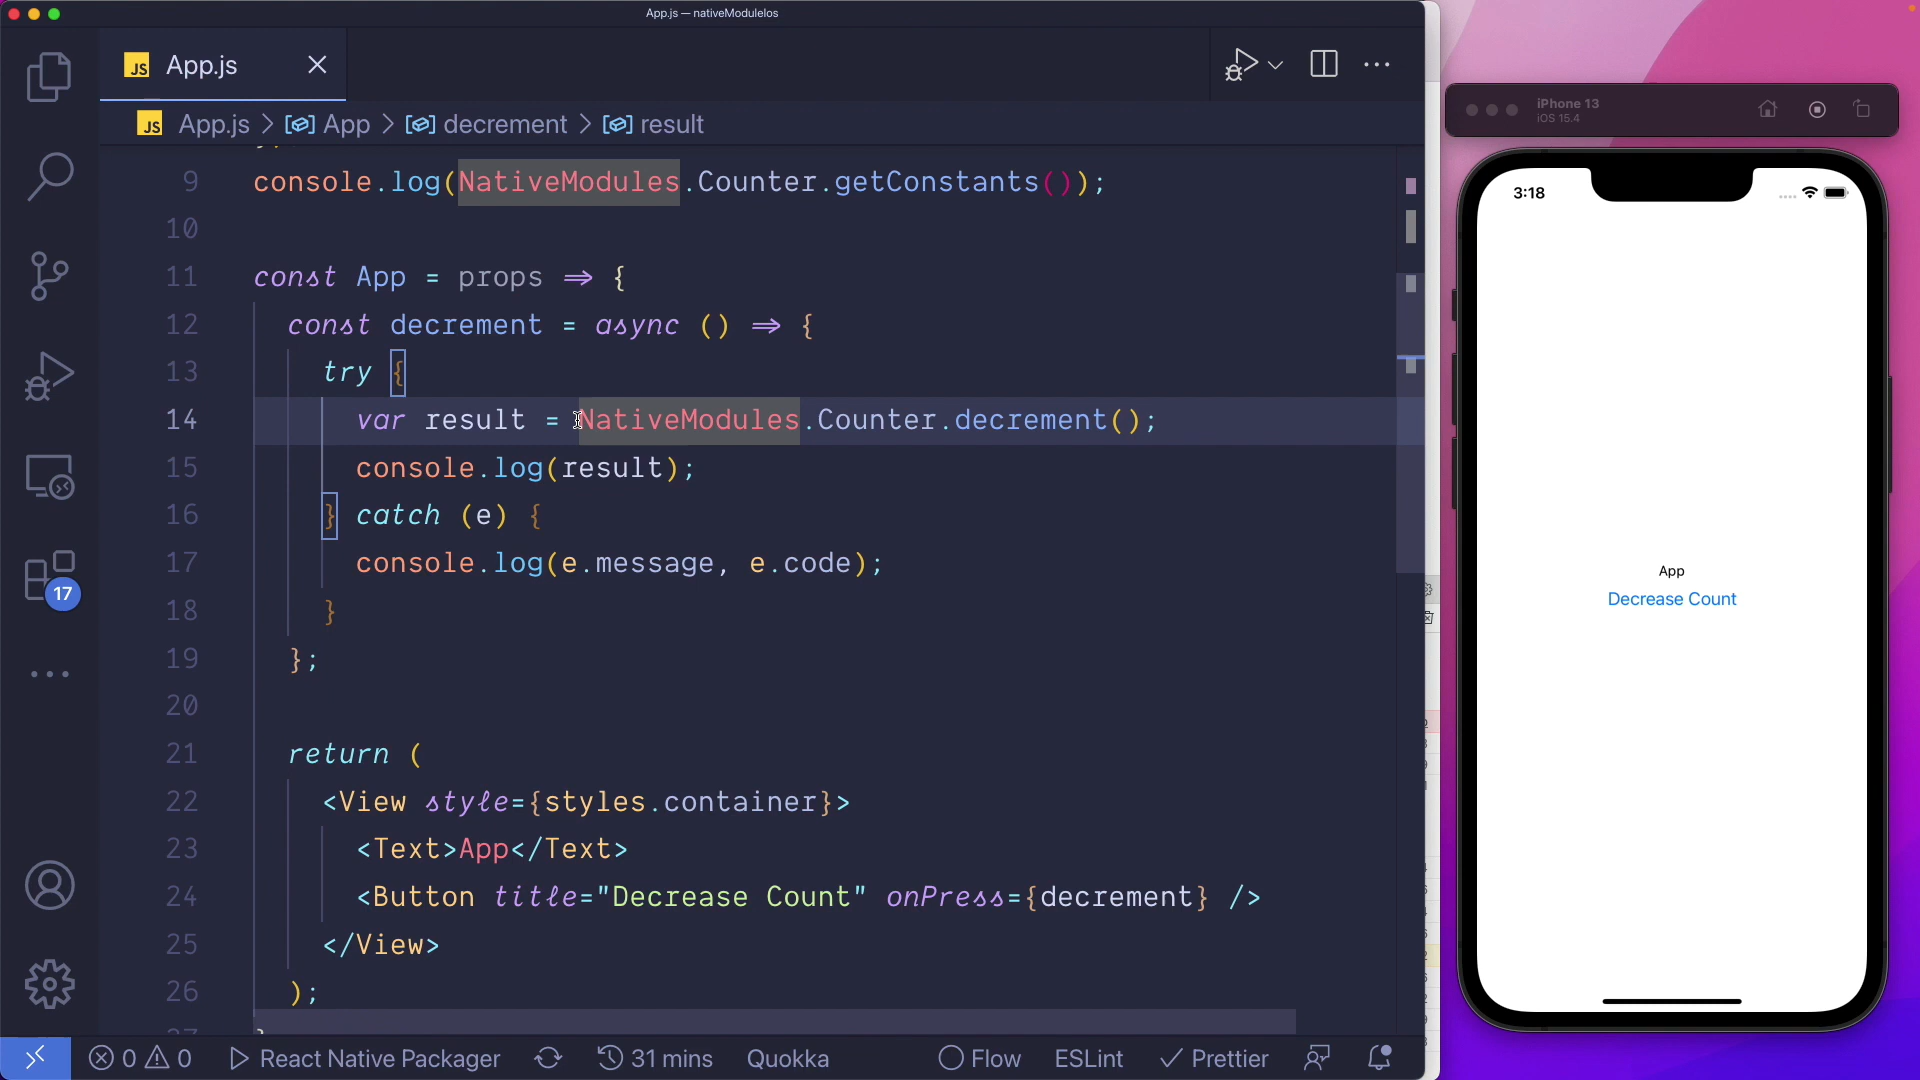 App.js — nativeModuleIos
JS App.js
JS App.js > App > decrement > result
9 console.log(NativeModules.Counter.getConstants());
10
11 const App = props => {
12 const decrement = async () => {
13 try {
14 var result = NativeModules.Counter.decrement();
15 console.log(result);
16 } catch (e) {
17 console.log(e.message, e.code);
18 }
19 };
20
21 return (
22 <View style={styles.container}>
23 <Text>App</Text>
24 <Button title="Decrease Count" onPress={decrement} />
25 </View>
26 );
17
0 0 React Native Packager 31 mins Quokka Flow ESLint Prettier
iPhone 13
iOS 15.4
3:18
App
Decrease Count